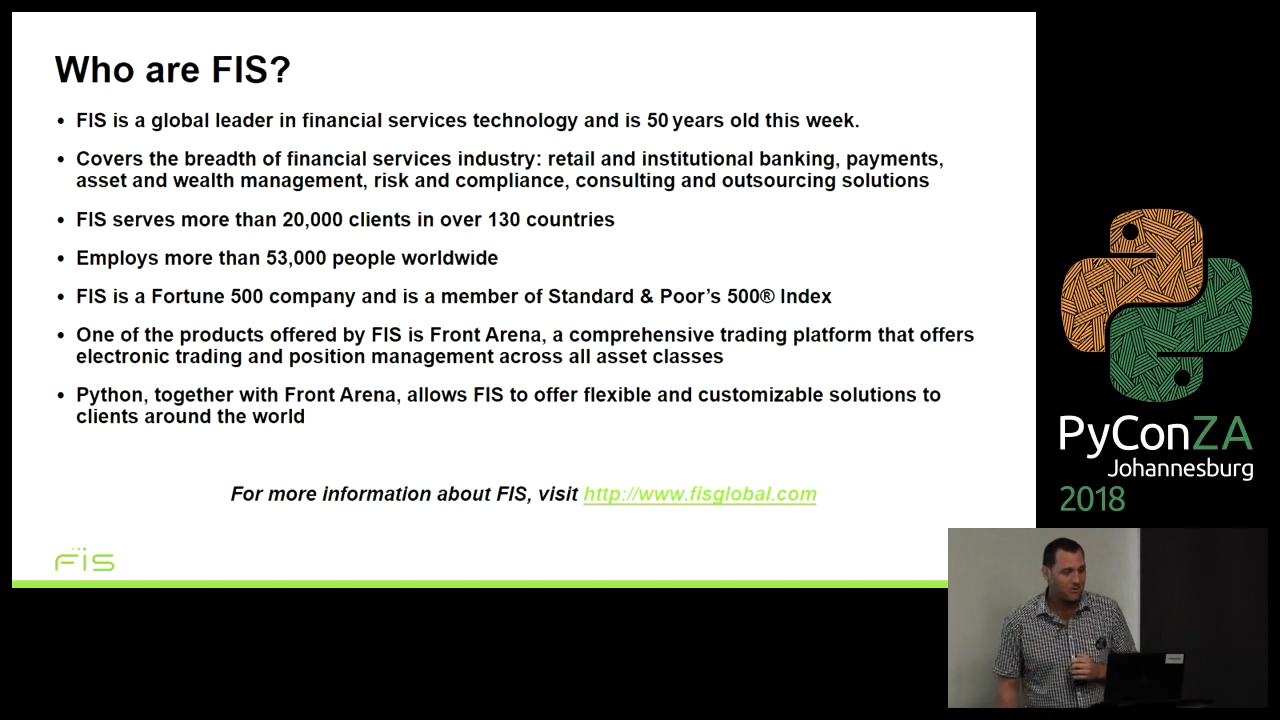 Who are FIS?
• FIS is a global leader in financial services technology and is 50 years old this week.
• Covers the breadth of financial services industry: retail and institutional banking, payments,
asset and wealth management, risk and compliance, consulting and outsourcing solutions
• FIS serves more than 20,000 clients in over 130 countries
• Employs more than 53,000 people worldwide
• FIS is a Fortune 500 company and is a member of Standard & Poor’s 500® Index
• One of the products offered by FIS is Front Arena, a comprehensive trading platform that offers
electronic trading and position management across all asset classes
• Python, together with Front Arena, allows FIS to offer flexible and customizable solutions to
clients around the world
For more information about FIS, visit http://www.fisglobal.com
FIS
PyConZA
Johannesburg
2018